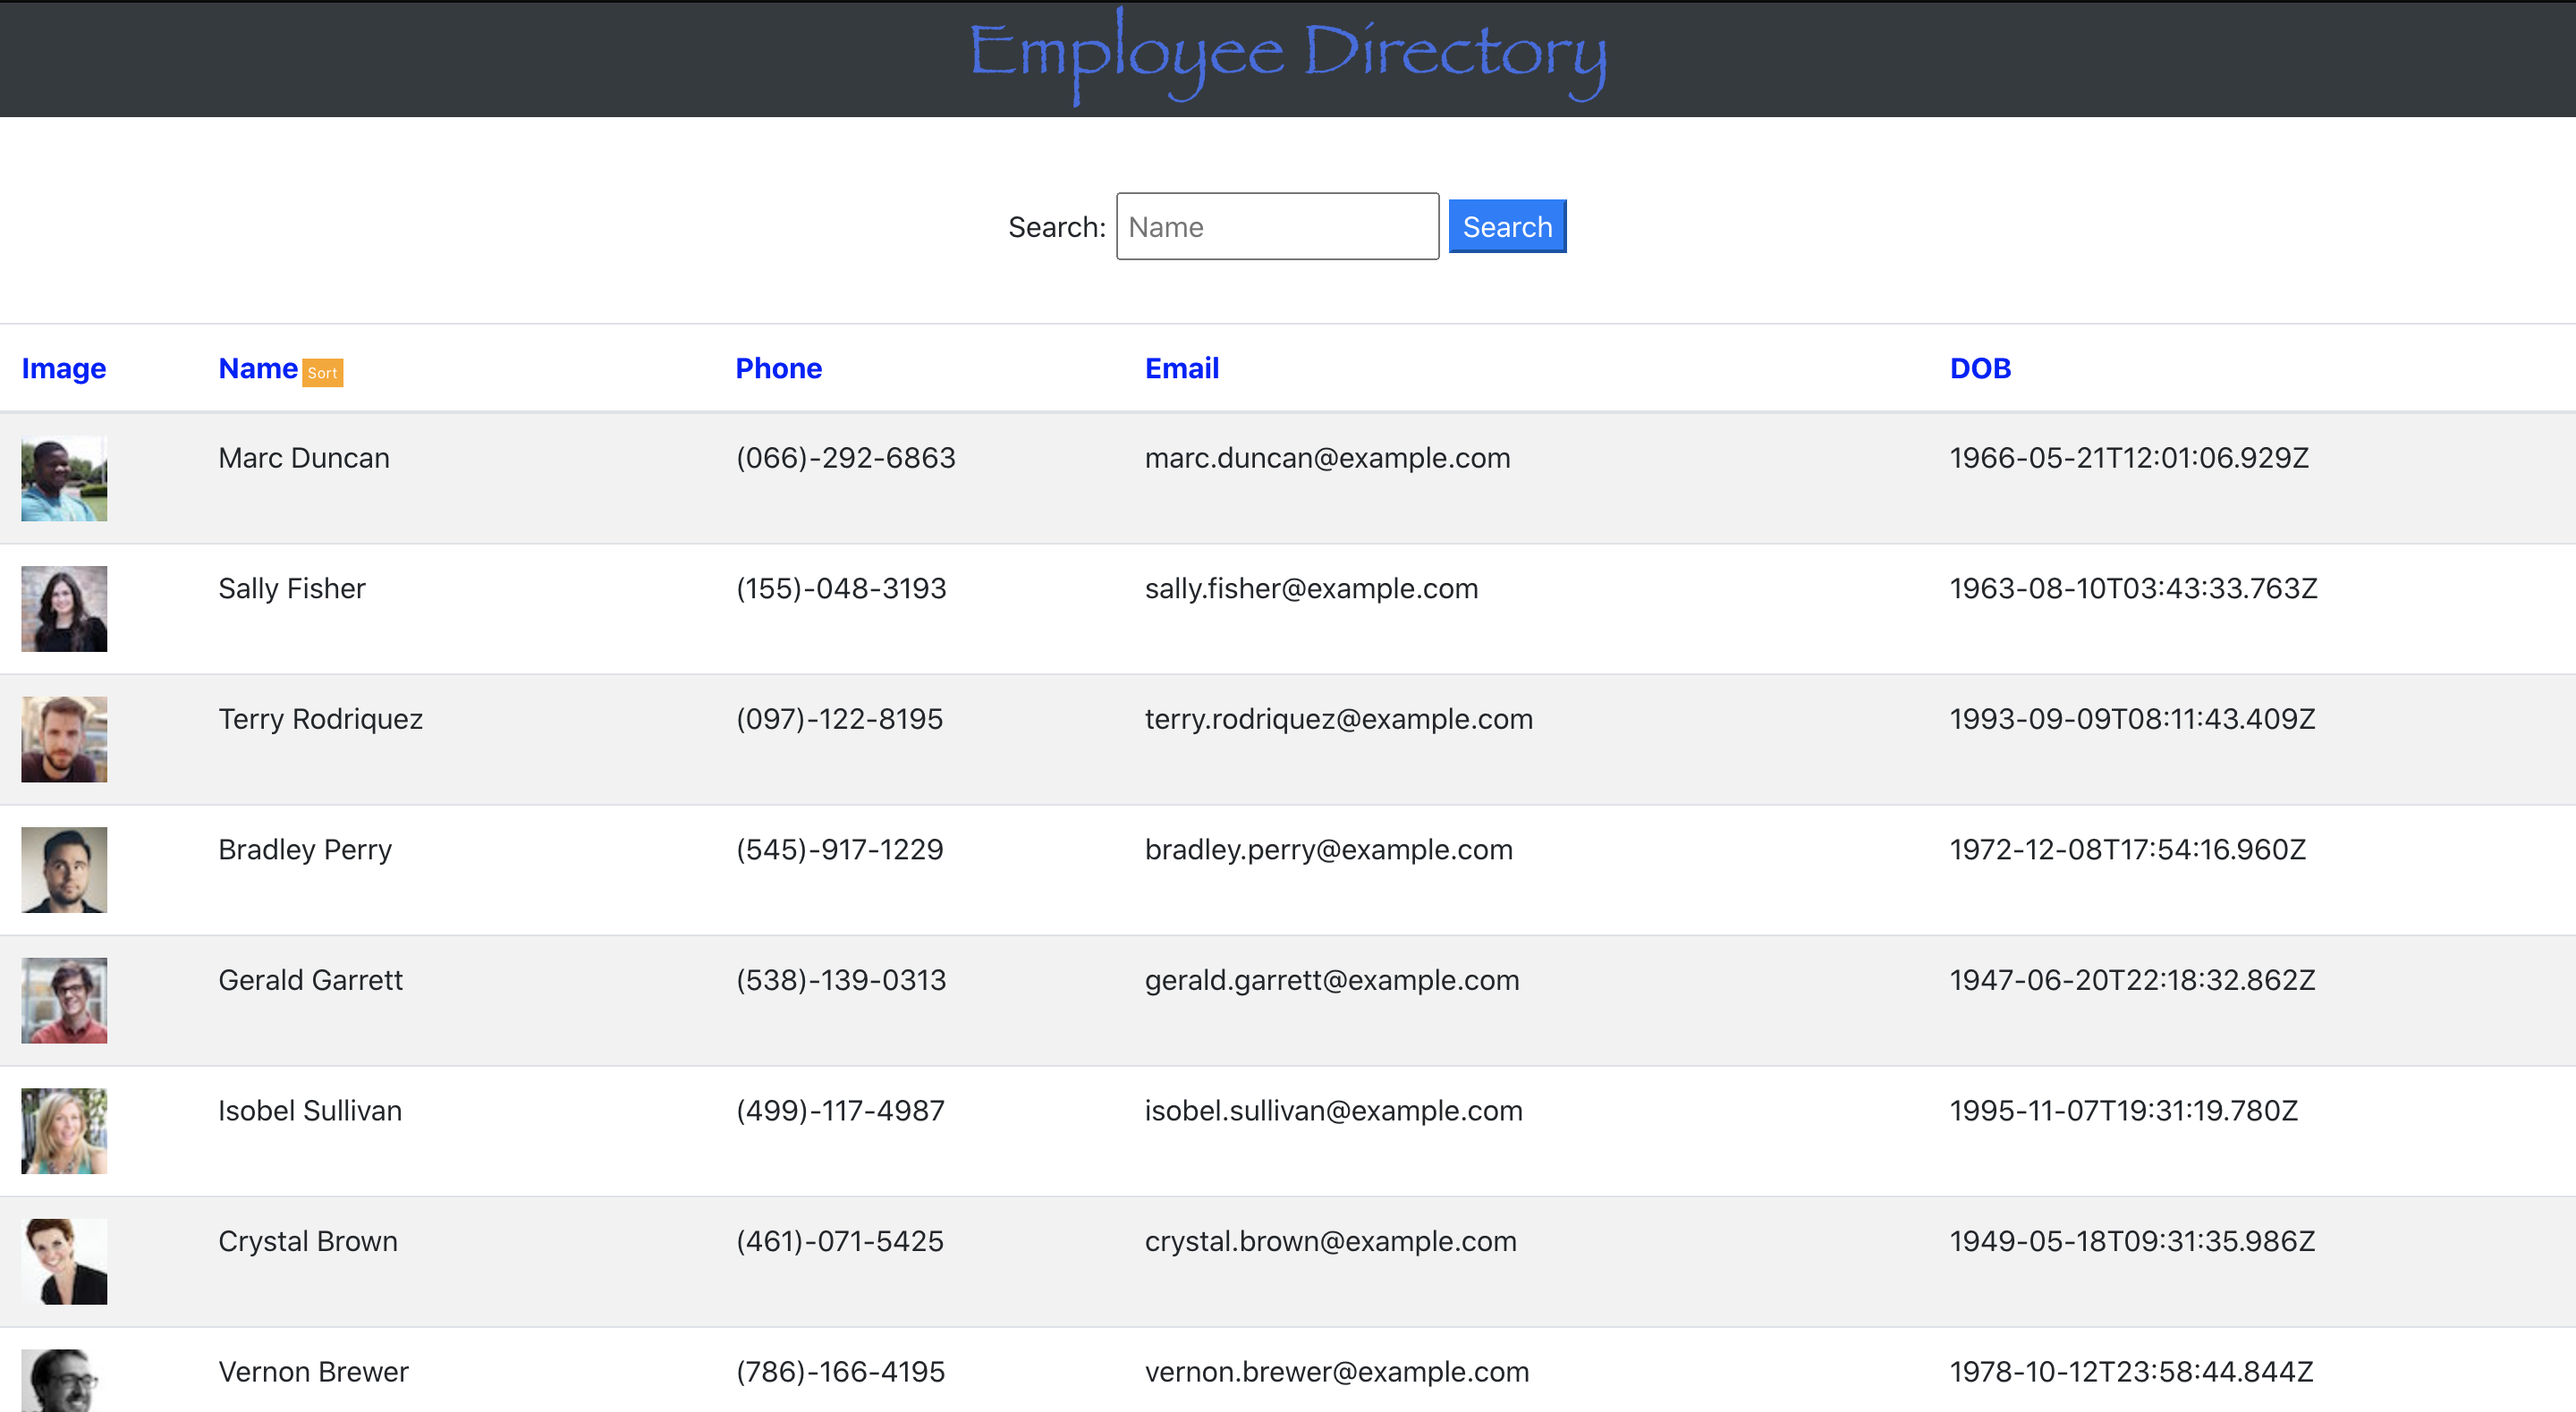 Employee Directory
Search: Name Search
Image Name Sort Phone Email DOB
Marc Duncan (066)-292-6863 marc.duncan@example.com 1966-05-21T12:01:06.929Z
Sally Fisher (155)-048-3193 sally.fisher@example.com 1963-08-10T03:43:33.763Z
Terry Rodriquez (097)-122-8195 terry.rodriquez@example.com 1993-09-09T08:11:43.409Z
Bradley Perry (545)-917-1229 bradley.perry@example.com 1972-12-08T17:54:16.960Z
Gerald Garrett (538)-139-0313 gerald.garrett@example.com 1947-06-20T22:18:32.862Z
Isobel Sullivan (499)-117-4987 isobel.sullivan@example.com 1995-11-07T19:31:19.780Z
Crystal Brown (461)-071-5425 crystal.brown@example.com 1949-05-18T09:31:35.986Z
Vernon Brewer (786)-166-4195 vernon.brewer@example.com 1978-10-12T23:58:44.844Z